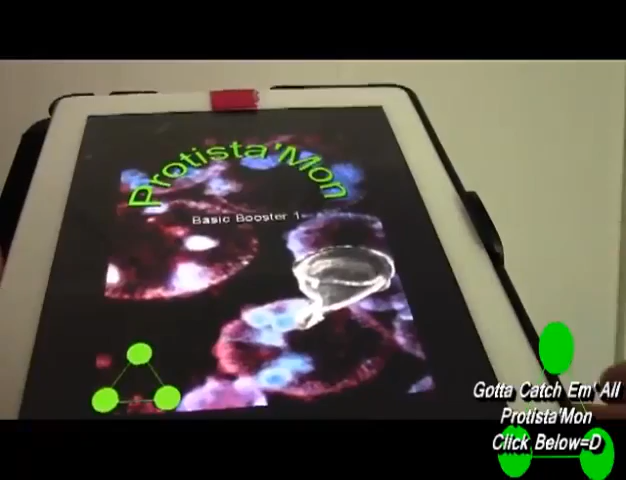 Protista'Mon
Basic Booster 1
Gotta Catch Em' All
Protista'Mon
Click Below=D